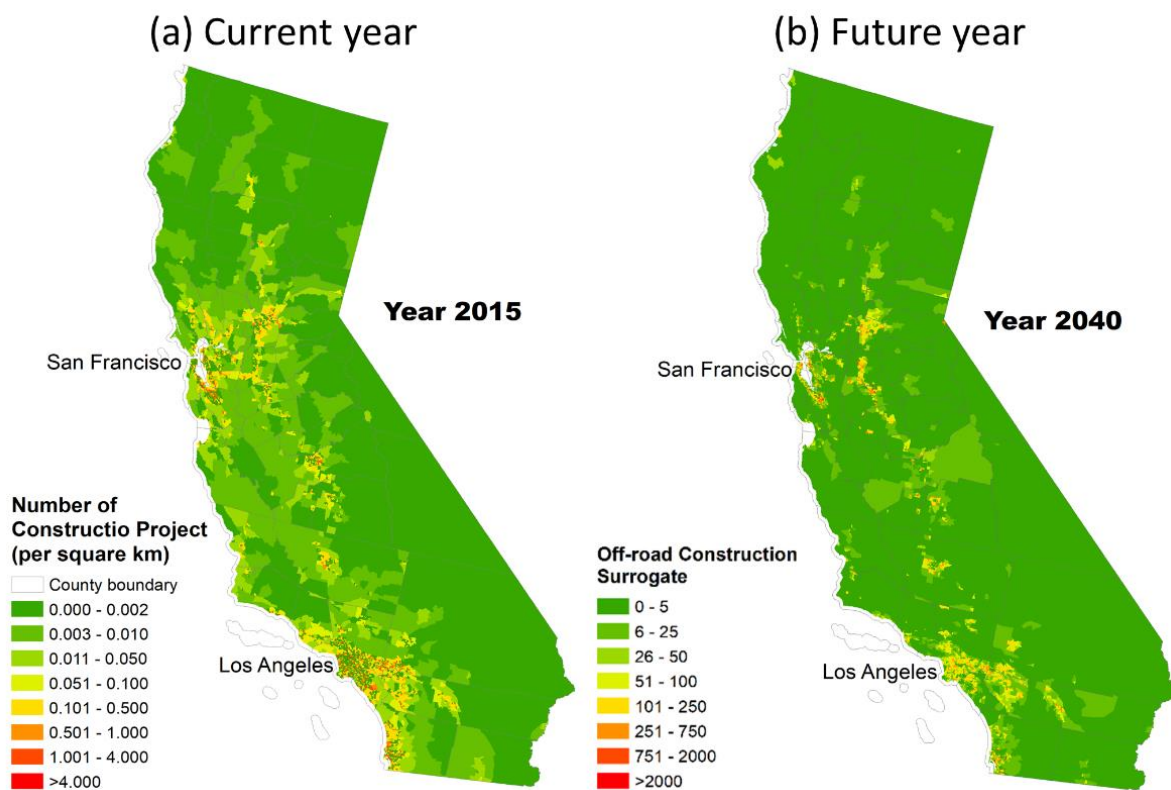 (a) Current year
Year 2015
San Francisco
Los Angeles
Number of
Constructio Project
(per square km)
County boundary
0.000 - 0.002
0.003 - 0.010
0.011 - 0.050
0.051 - 0.100
0.101 - 0.500
0.501 - 1.000
1.001 - 4.000
>4.000
(b) Future year
Year 2040
San Francisco
Los Angeles
Off-road Construction
Surrogate
0 - 5
6 - 25
26 - 50
51 - 100
101 - 250
251 - 750
751 - 2000
>2000